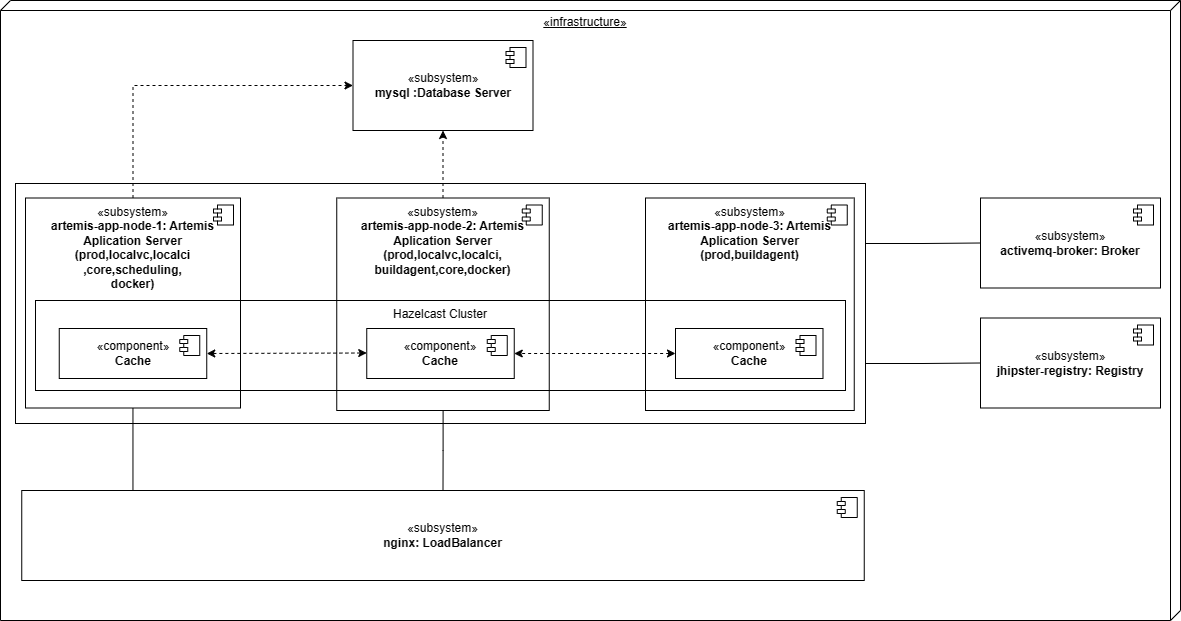 «infrastructure»
«subsystem»
mysql :Database Server
«subsystem»
artemis-app-node-1: Artemis
Aplication Server
(prod,localvc,localci
,core,scheduling,
docker)
«subsystem»
artemis-app-node-2: Artemis
Aplication Server
(prod,localvc,localci,
buildagent,core,docker)
«subsystem»
artemis-app-node-3: Artemis
Aplication Server
(prod,buildagent)
«subsystem»
activemq-broker: Broker
Hazelcast Cluster
«component»
Cache
«component»
Cache
«component»
Cache
«subsystem»
jhipster-registry: Registry
«subsystem»
nginx: LoadBalancer